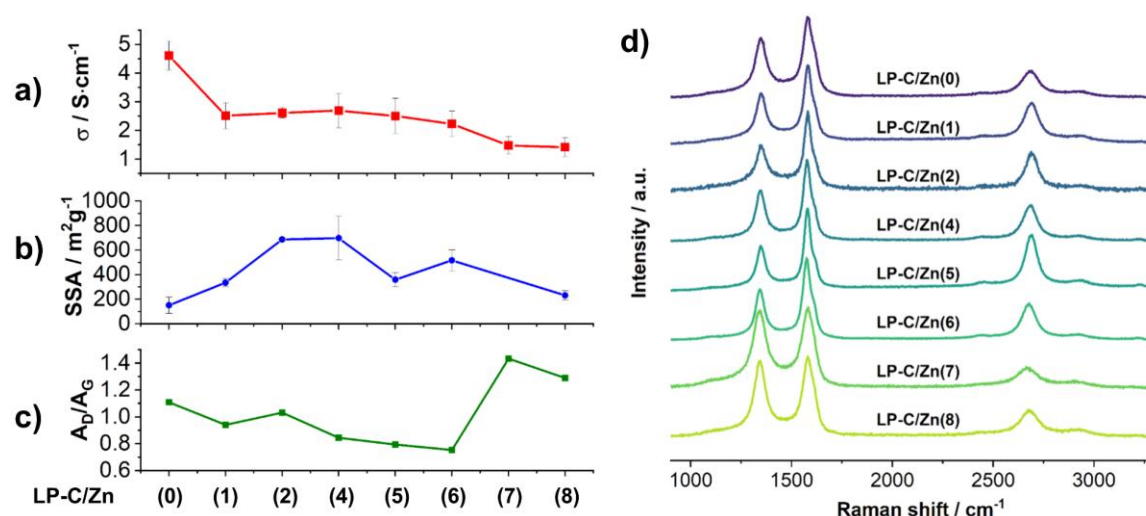 a)
σ / S·cm⁻¹
5
4
3
2
1
b)
SSA / m²g⁻¹
1000
800
600
400
200
0
c)
A_D/A_G
1.4
1.2
1.0
0.8
0.6
LP-C/Zn (0) (1) (2) (4) (5) (6) (7) (8)
d)
Intensity / a.u.
LP-C/Zn(0)
LP-C/Zn(1)
LP-C/Zn(2)
LP-C/Zn(4)
LP-C/Zn(5)
LP-C/Zn(6)
LP-C/Zn(7)
LP-C/Zn(8)
1000 1500 2000 2500 3000
Raman shift / cm⁻¹